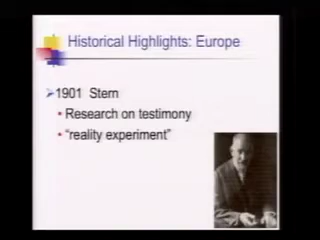 Historical Highlights: Europe
1901 Stern
• Research on testimony
• "reality experiment"